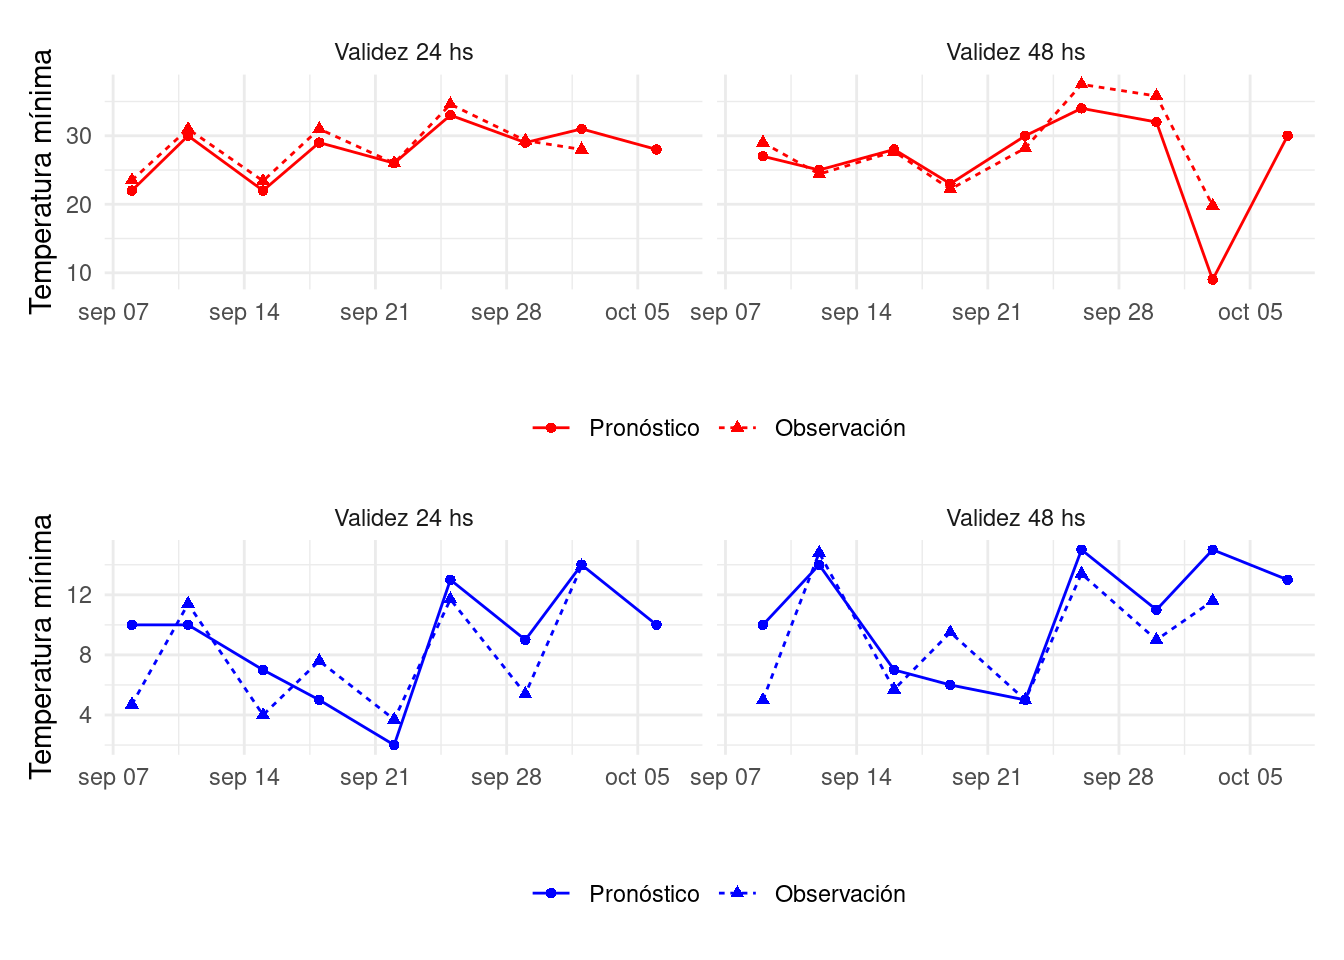 Validez 24 hs Validez 48 hs
Temperatura mínima
30
20
10
sep 07 sep 14 sep 21 sep 28 oct 05 sep 07 sep 14 sep 21 sep 28 oct 05
Pronóstico Observación
Validez 24 hs Validez 48 hs
Temperatura mínima
12
8
4
sep 07 sep 14 sep 21 sep 28 oct 05 sep 07 sep 14 sep 21 sep 28 oct 05
Pronóstico Observación